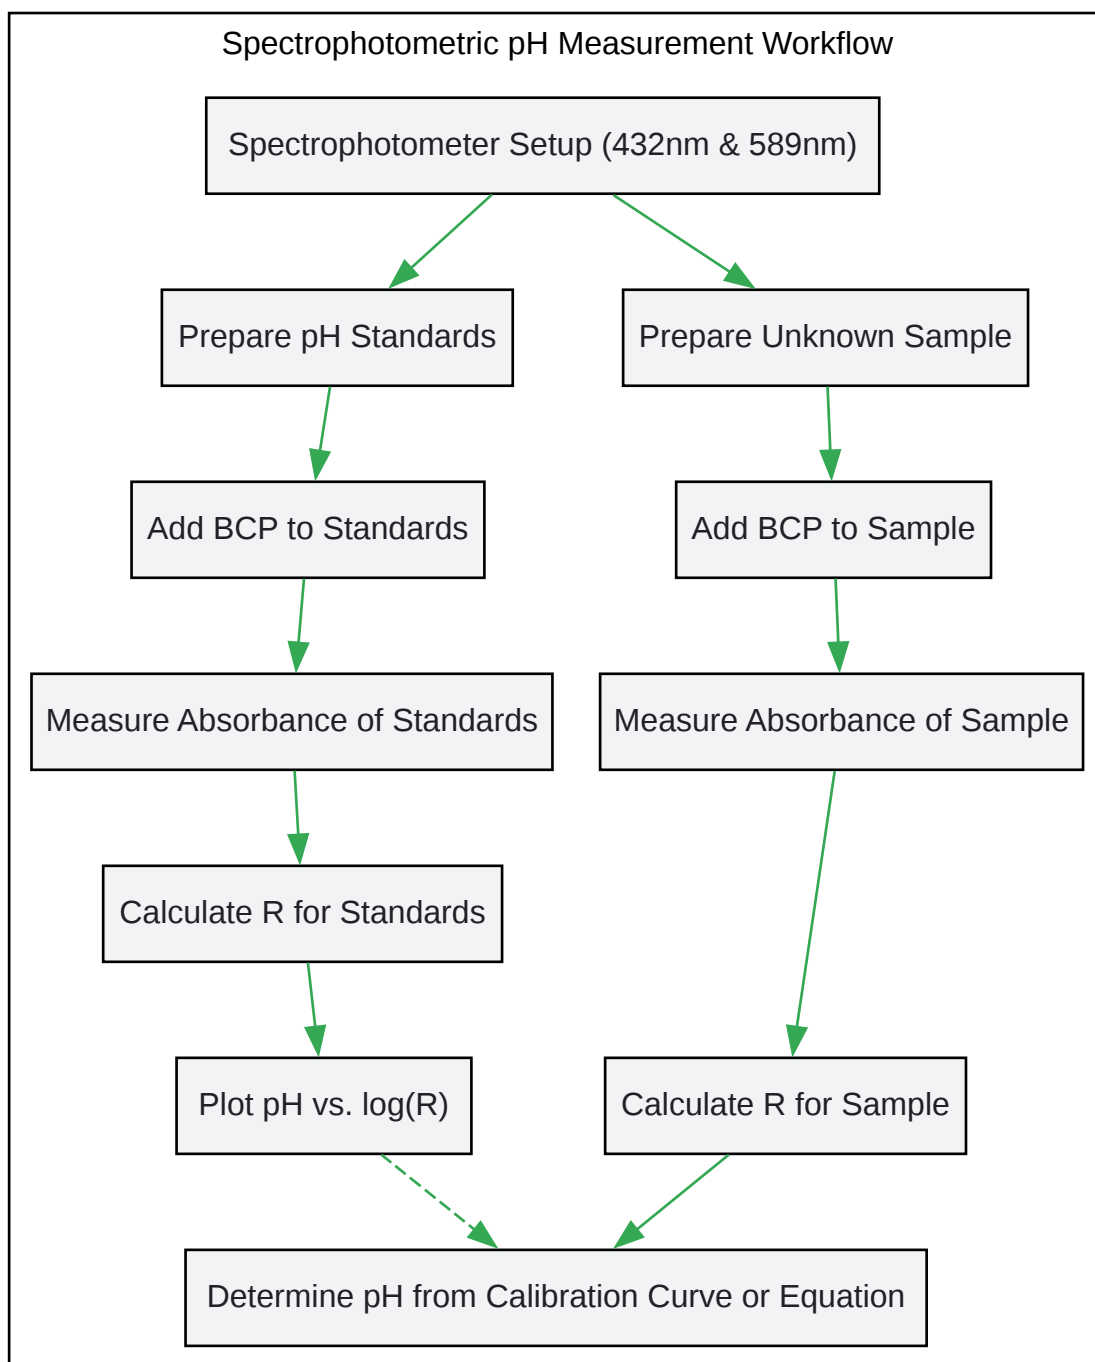 Spectrophotometric pH Measurement Workflow
Spectrophotometer Setup (432nm & 589nm)
Prepare pH Standards
Prepare Unknown Sample
Add BCP to Standards
Add BCP to Sample
Measure Absorbance of Standards
Measure Absorbance of Sample
Calculate R for Standards
Plot pH vs. log(R)
Calculate R for Sample
Determine pH from Calibration Curve or Equation